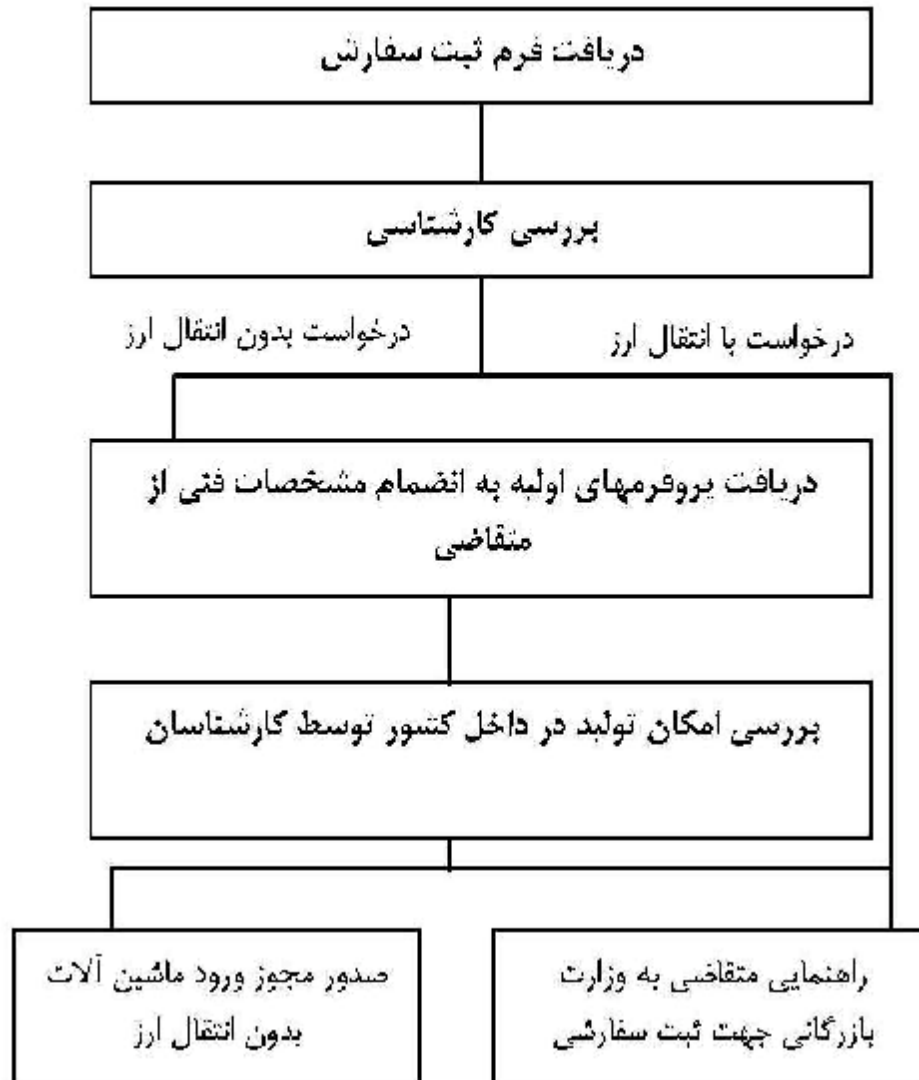 دریافت فرم ثبت سفارش
بررسی کارشناسی
درخواست با انتقال ارز
درخواست بدون انتقال ارز
دریافت پروفرمهای اولیه به انضمام مشخصات فنی از
متقاضی
بررسی امکان تولید در داخل کشور توسط کارشناسان
راهنمایی متقاضی به وزارت
بازرگانی جهت ثبت سفارشی
صدور مجوز ورود ماشین آلات
بدون انتقال ارز